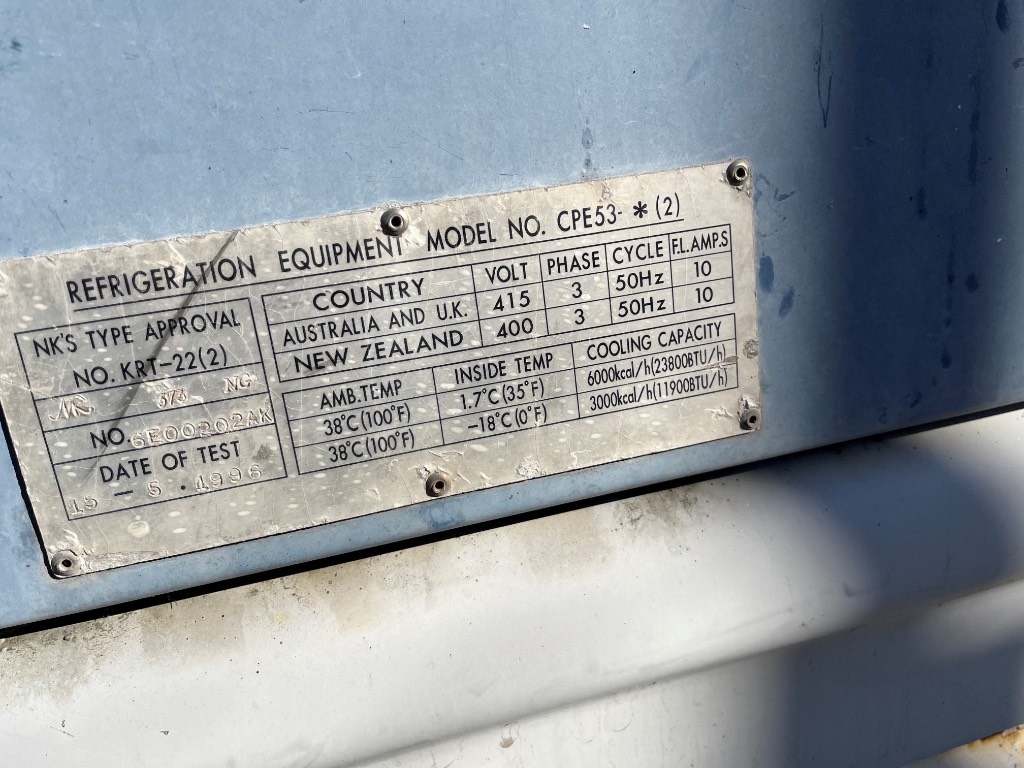 REFRIGERATION EQUIPMENT MODEL NO. CPE53-*(2)
NK'S TYPE APPROVAL
NO. KRT-22(2)
NG
NO. 6E00202AK
DATE OF TEST
15 - 5 . 1996
COUNTRY VOLT PHASE CYCLE F.L.AMP.S
AUSTRALIA AND U.K. 415 3 50Hz 10
NEW ZEALAND 400 3 50Hz 10
AMB.TEMP INSIDE TEMP COOLING CAPACITY
38°C(100°F) 1.7°C(35°F) 6000kcal/h(23800BTU/h)
38°C(100°F) -18°C(0°F) 3000kcal/h(11900BTU/h)